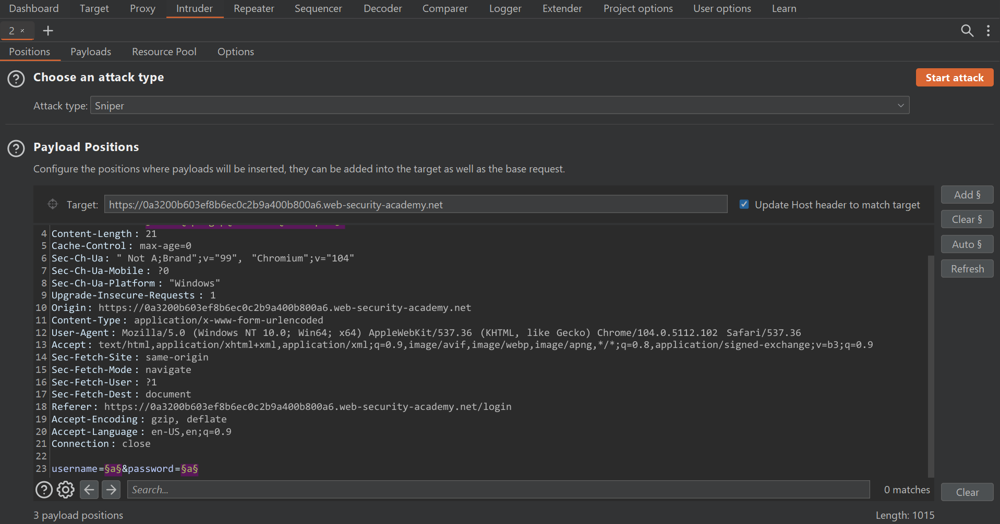 Dashboard Target Proxy Intruder Repeater Sequencer Decoder Comparer Logger Extender Project options User options Learn
2 ×
Positions Payloads Resource Pool Options
Choose an attack type
Start attack
Attack type: Sniper
Payload Positions
Configure the positions where payloads will be inserted, they can be added into the target as well as the base request.
Target: https://0a3200b603ef8b6ec0c2b9a400b800a6.web-security-academy.net
Update Host header to match target
Add §
Clear §
Auto §
Refresh
4 Content-Length: 21
5 Cache-Control: max-age=0
6 Sec-Ch-Ua: " Not A;Brand";v="99", "Chromium";v="104"
7 Sec-Ch-Ua-Mobile: ?0
8 Sec-Ch-Ua-Platform: "Windows"
9 Upgrade-Insecure-Requests: 1
10 Origin: https://0a3200b603ef8b6ec0c2b9a400b800a6.web-security-academy.net
11 Content-Type: application/x-www-form-urlencoded
12 User-Agent: Mozilla/5.0 (Windows NT 10.0; Win64; x64) AppleWebKit/537.36 (KHTML, like Gecko) Chrome/104.0.5112.102 Safari/537.36
13 Accept: text/html,application/xhtml+xml,application/xml;q=0.9,image/avif,image/webp,image/apng,*/*;q=0.8,application/signed-exchange;v=b3;q=0.9
14 Sec-Fetch-Site: same-origin
15 Sec-Fetch-Mode: navigate
16 Sec-Fetch-User: ?1
17 Sec-Fetch-Dest: document
18 Referer: https://0a3200b603ef8b6ec0c2b9a400b800a6.web-security-academy.net/login
19 Accept-Encoding: gzip, deflate
20 Accept-Language: en-US,en;q=0.9
21 Connection: close
22
23 username=§a§&password=§a§
Search...
0 matches
Clear
3 payload positions
Length: 1015